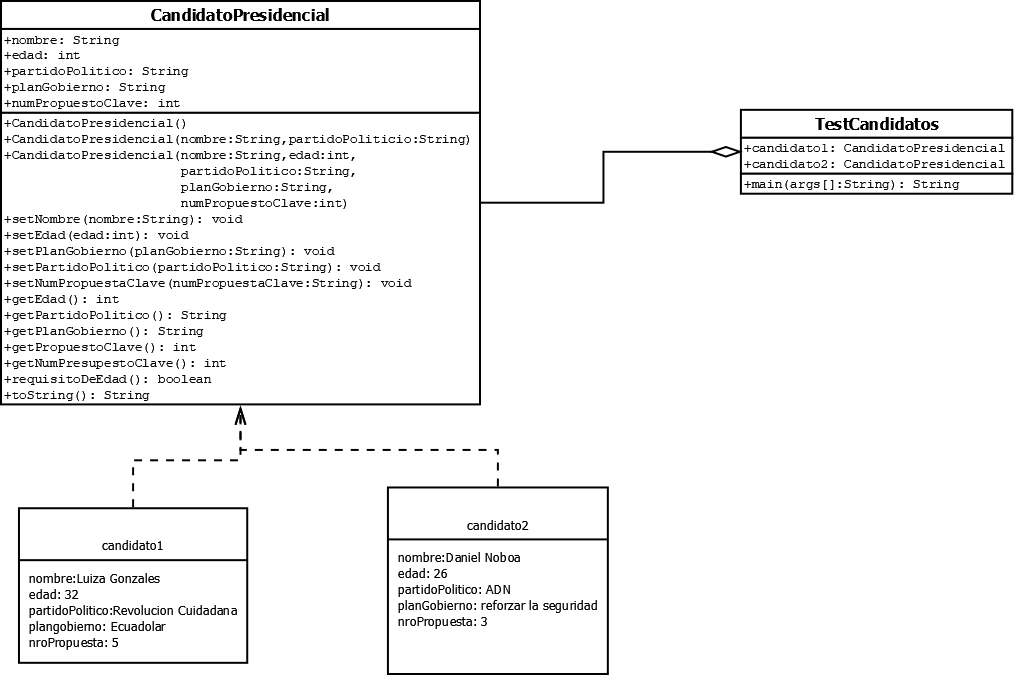 CandidatoPresidencial
+nombre: String
+edad: int
+partidoPolitico: String
+planGobierno: String
+numPropuestoClave: int
+CandidatoPresidencial()
+CandidatoPresidencial(nombre:String,partidoPoliticio:String)
+CandidatoPresidencial(nombre:String,edad:int,
partidoPolitico:String,
planGobierno:String,
numPropuestoClave:int)
+setNombre(nombre:String): void
+setEdad(edad:int): void
+setPlanGobierno(planGobierno:String): void
+setPartidoPolitico(partidoPolitico:String): void
+setNumPropuestaClave(numPropuestaClave:String): void
+getEdad(): int
+getPartidoPolitico(): String
+getPlanGobierno(): String
+getPropuestoClave(): int
+getNumPresupestoClave(): int
+requisitoDeEdad(): boolean
+toString(): String
TestCandidatos
+candidato1: CandidatoPresidencial
+candidato2: CandidatoPresidencial
+main(args[]:String): String
candidato1
nombre:Luiza Gonzales
edad: 32
partidoPolitico:Revolucion Cuidadana
plangobierno: Ecuadolar
nroPropuesta: 5
candidato2
nombre:Daniel Noboa
edad: 26
partidoPolitico: ADN
planGobierno: reforzar la seguridad
nroPropuesta: 3